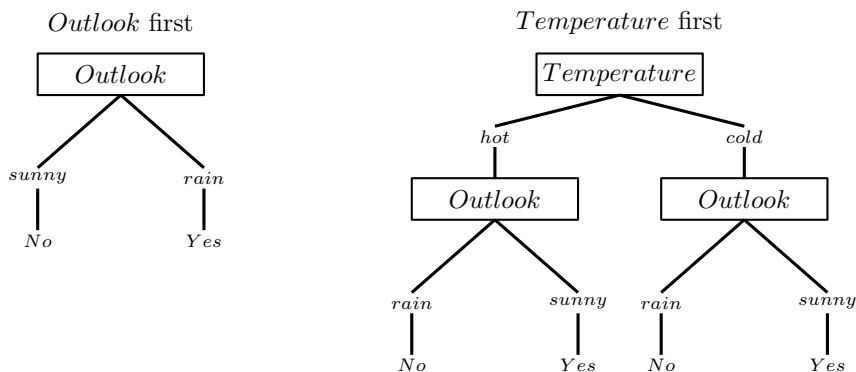 Outlook first
Outlook
sunny rain
No Yes
Temperature first
Temperature
hot cold
Outlook Outlook
rain sunny rain sunny
No Yes No Yes